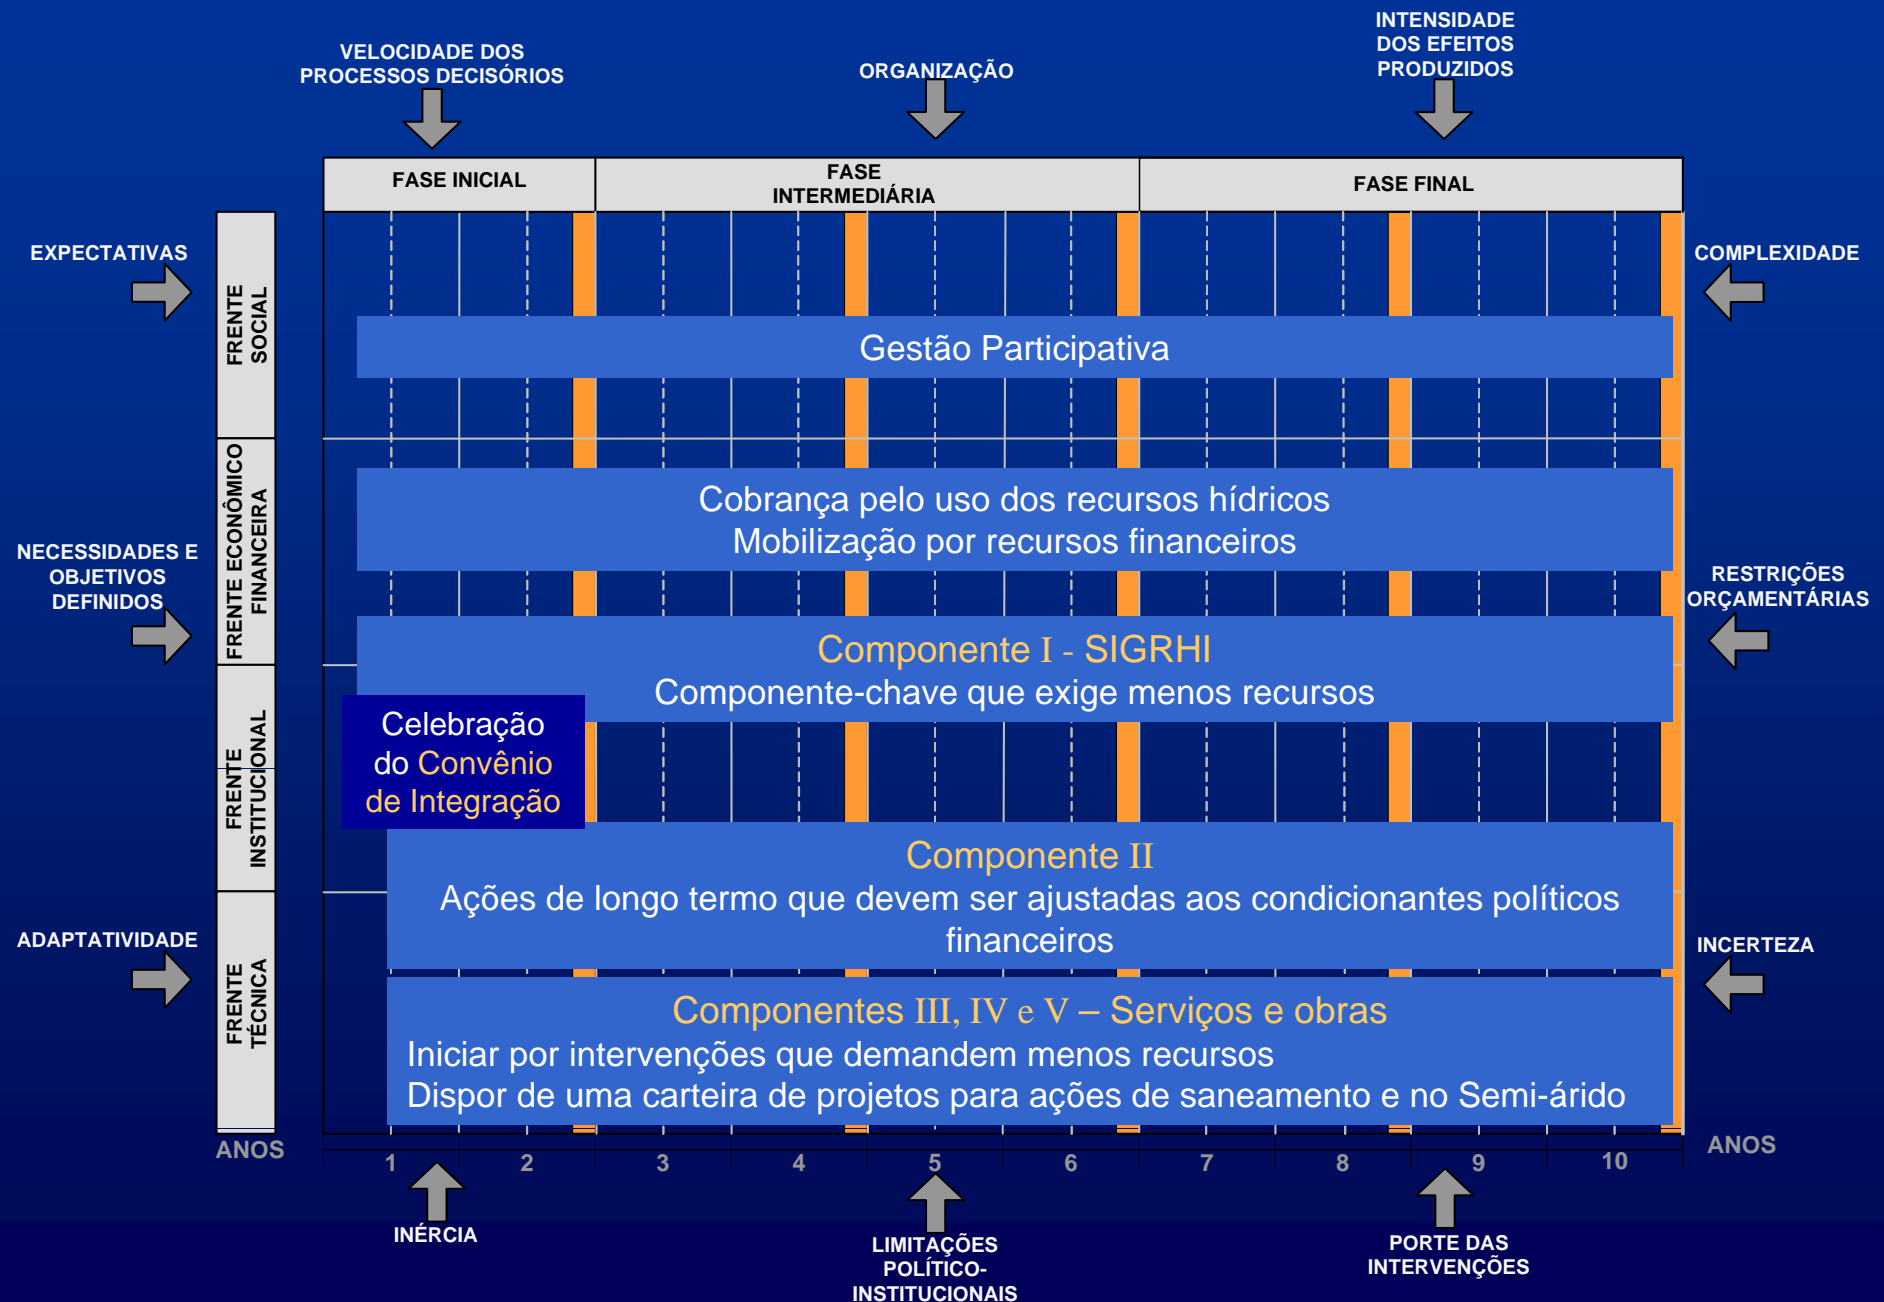 VELOCIDADE DOS
PROCESSOS DECISÓRIOS
ORGANIZAÇÃO
INTENSIDADE
DOS EFEITOS
PRODUZIDOS
FASE INICIAL
FASE
INTERMEDIÁRIA
FASE FINAL
EXPECTATIVAS
NECESSIDADES E
OBJETIVOS
DEFINIDOS
ADAPTATIVIDADE
FRENTE
SOCIAL
FRENTE ECONÔMICO
FINANCEIRA
FRENTE
INSTITUCIONAL
FRENTE
TÉCNICA
Gestão Participativa
Cobrança pelo uso dos recursos hídricos
Mobilização por recursos financeiros
Componente I - SIGRHI
Componente-chave que exige menos recursos
Celebração
do Convênio
de Integração
Componente II
Ações de longo termo que devem ser ajustadas aos condicionantes políticos
financeiros
Componentes III, IV e V – Serviços e obras
Iniciar por intervenções que demandem menos recursos
Dispor de uma carteira de projetos para ações de saneamento e no Semi-árido
COMPLEXIDADE
RESTRIÇÕES
ORÇAMENTÁRIAS
INCERTEZA
ANOS
1 2 3 4 5 6 7 8 9 10
ANOS
INÉRCIA
LIMITAÇÕES
POLÍTICO-
INSTITUCIONAIS
PORTE DAS
INTERVENÇÕES